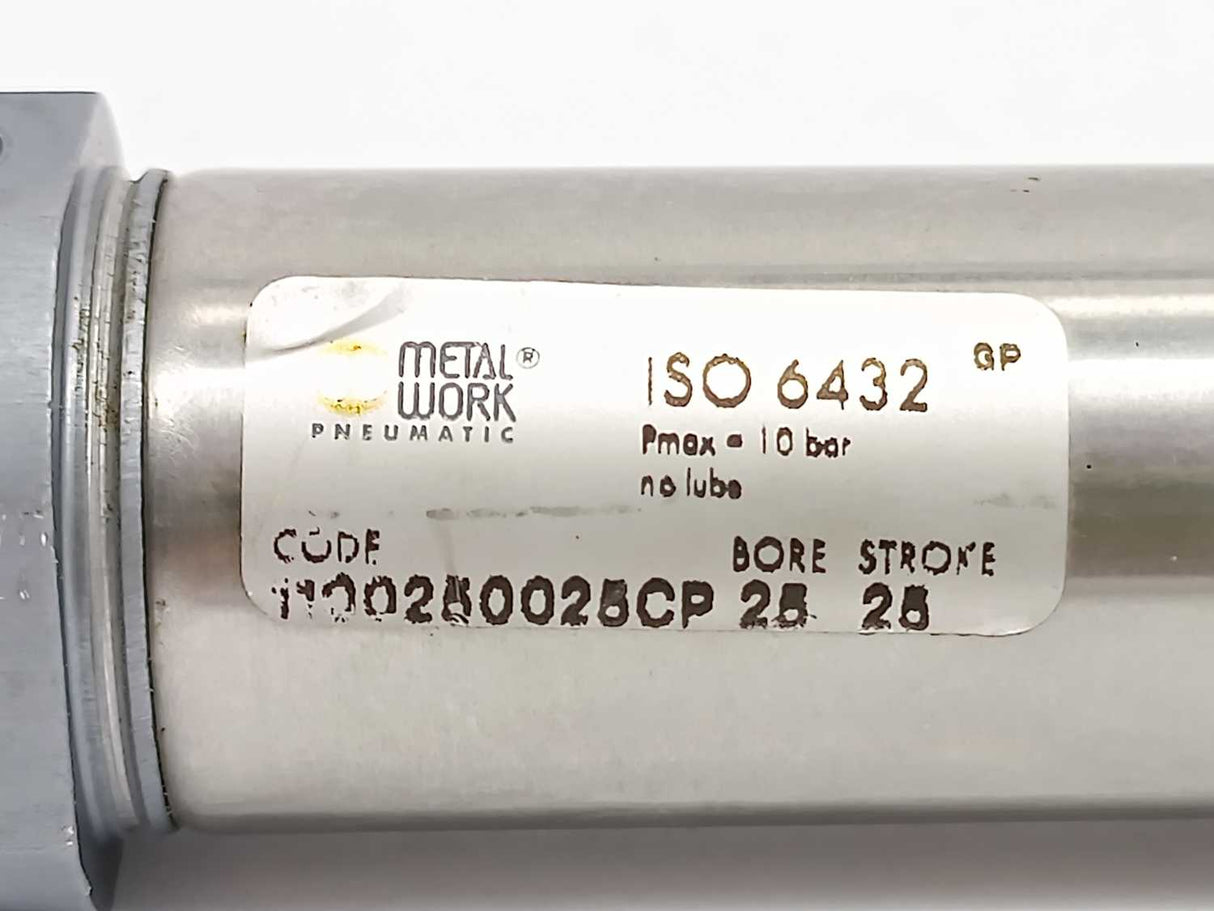 METAL®
WORK
PNEUMATIC
ISO 6432 GP
Pmax = 10 bar
no lube
CODE BORE STROKE
1100250025CP 25 25